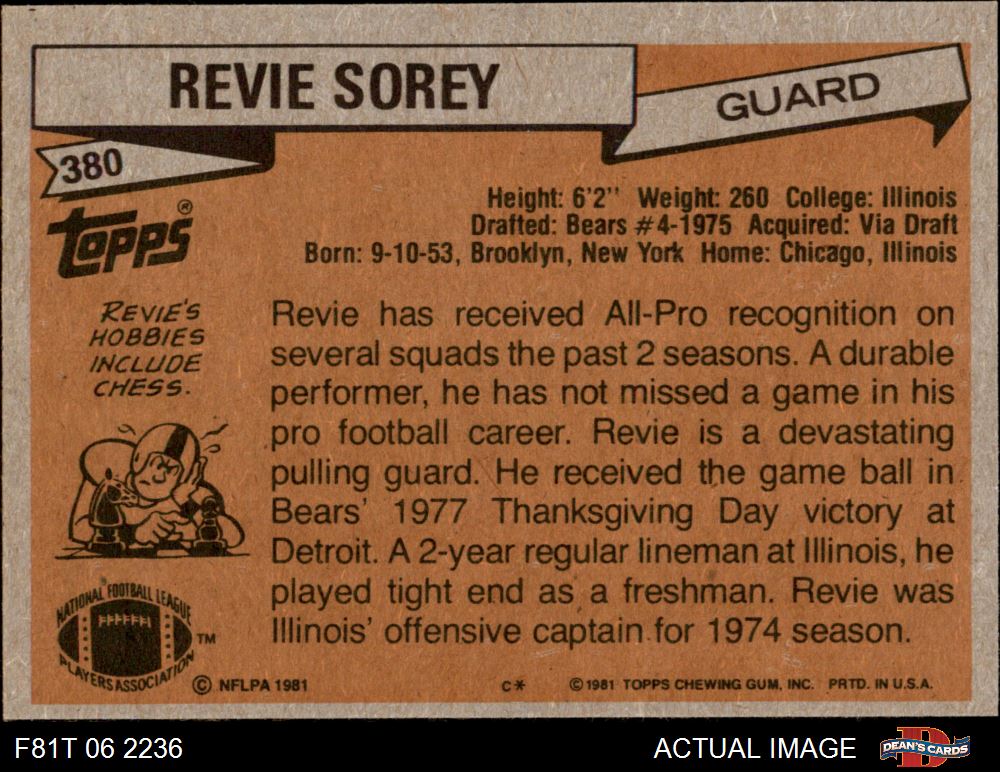 REVIE SOREY
GUARD
380
Topps®
Height: 6'2'' Weight: 260 College: Illinois
Drafted: Bears #4-1975 Acquired: Via Draft
Born: 9-10-53, Brooklyn, New York Home: Chicago, Illinois
REVIE'S
HOBBIES
INCLUDE
CHESS.
Revie has received All-Pro recognition on
several squads the past 2 seasons. A durable
performer, he has not missed a game in his
pro football career. Revie is a devastating
pulling guard. He received the game ball in
Bears' 1977 Thanksgiving Day victory at
Detroit. A 2-year regular lineman at Illinois, he
played tight end as a freshman. Revie was
Illinois' offensive captain for 1974 season.
NATIONAL FOOTBALL LEAGUE
PLAYERS ASSOCIATION
TM
© NFLPA 1981
C*
© 1981 TOPPS CHEWING GUM, INC. PRTD. IN U.S.A.
F81T 06 2236
ACTUAL IMAGE
D
DEAN'S CARDS